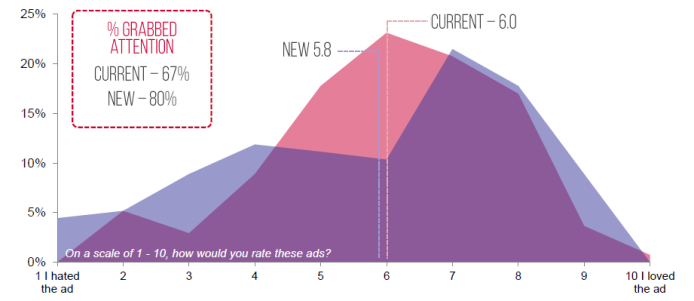 25%
20%
15%
10%
5%
0%
% GRABBED
ATTENTION
CURRENT – 67%
NEW – 80%
NEW 5.8
CURRENT – 6.0
On a scale of 1 - 10, how would you rate these ads?
1 I hated
the ad
2
3
4
5
6
7
8
9
10 I loved
the ad